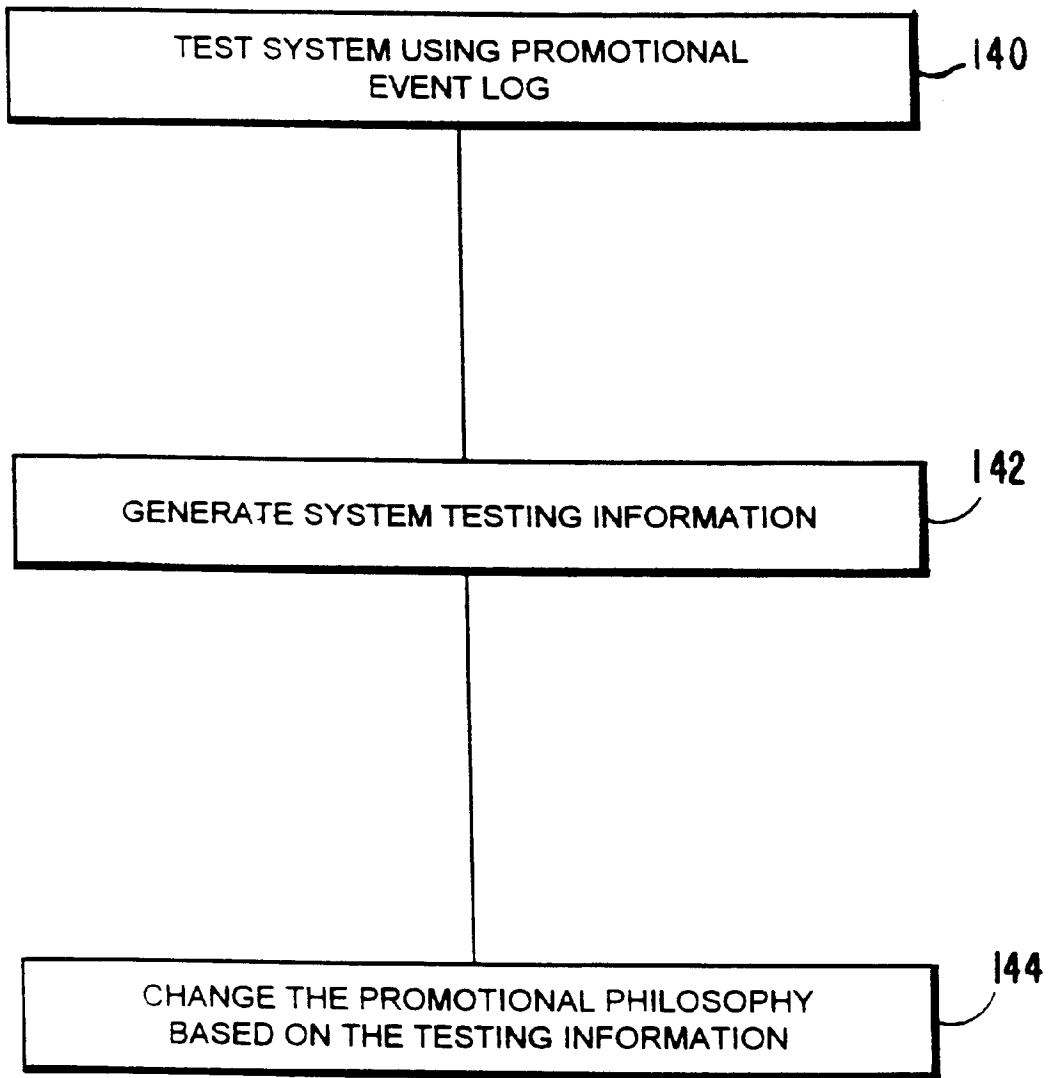 TEST SYSTEM USING PROMOTIONAL
EVENT LOG
140
GENERATE SYSTEM TESTING INFORMATION
142
CHANGE THE PROMOTIONAL PHILOSOPHY
BASED ON THE TESTING INFORMATION
144